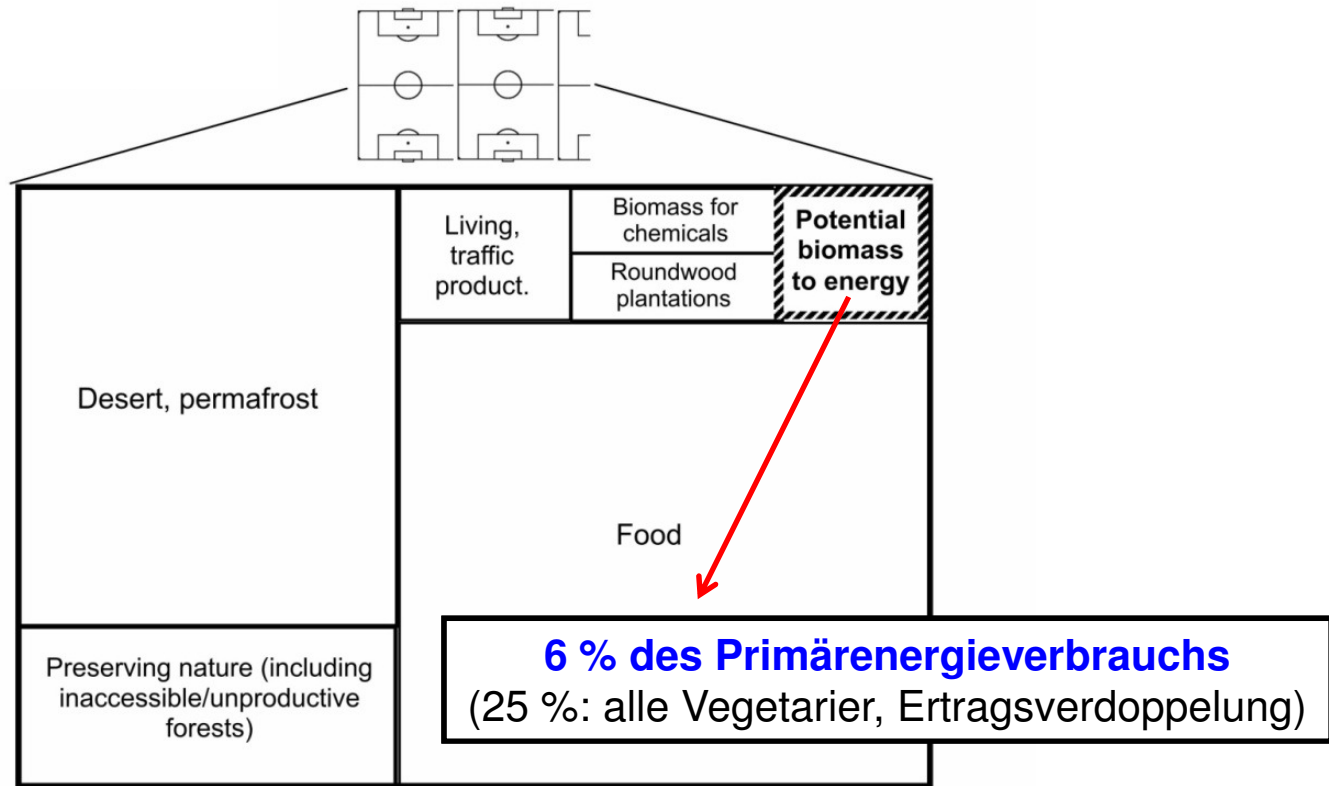 Living,
traffic
product.
Biomass for
chemicals
Roundwood
plantations
Potential
biomass
to energy
Desert, permafrost
Food
Preserving nature (including
inaccessible/unproductive
forests)
6 % des Primärenergieverbrauchs
(25 %: alle Vegetarier, Ertragsverdoppelung)